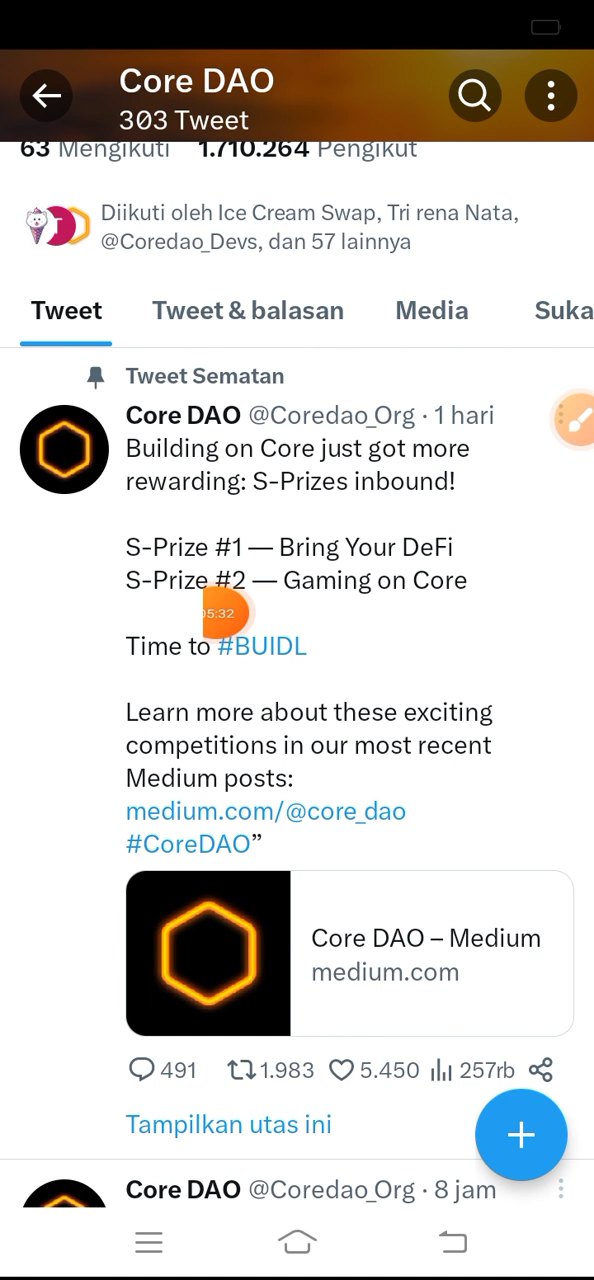 Core DAO
303 Tweet
63 Mengikuti 1.710.264 Pengikut
Diikuti oleh Ice Cream Swap, Tri rena Nata,
@Coredao_Devs, dan 57 lainnya
Tweet Tweet & balasan Media Suka
Tweet Sematan
Core DAO @Coredao_Org · 1 hari
Building on Core just got more
rewarding: S-Prizes inbound!
S-Prize #1 — Bring Your DeFi
S-Prize #2 — Gaming on Core
05:32
Time to #BUIDL
Learn more about these exciting
competitions in our most recent
Medium posts:
medium.com/@core_dao
#CoreDAO”
Core DAO – Medium
medium.com
491 1.983 5.450 257rb
Tampilkan utas ini
Core DAO @Coredao_Org · 8 jam